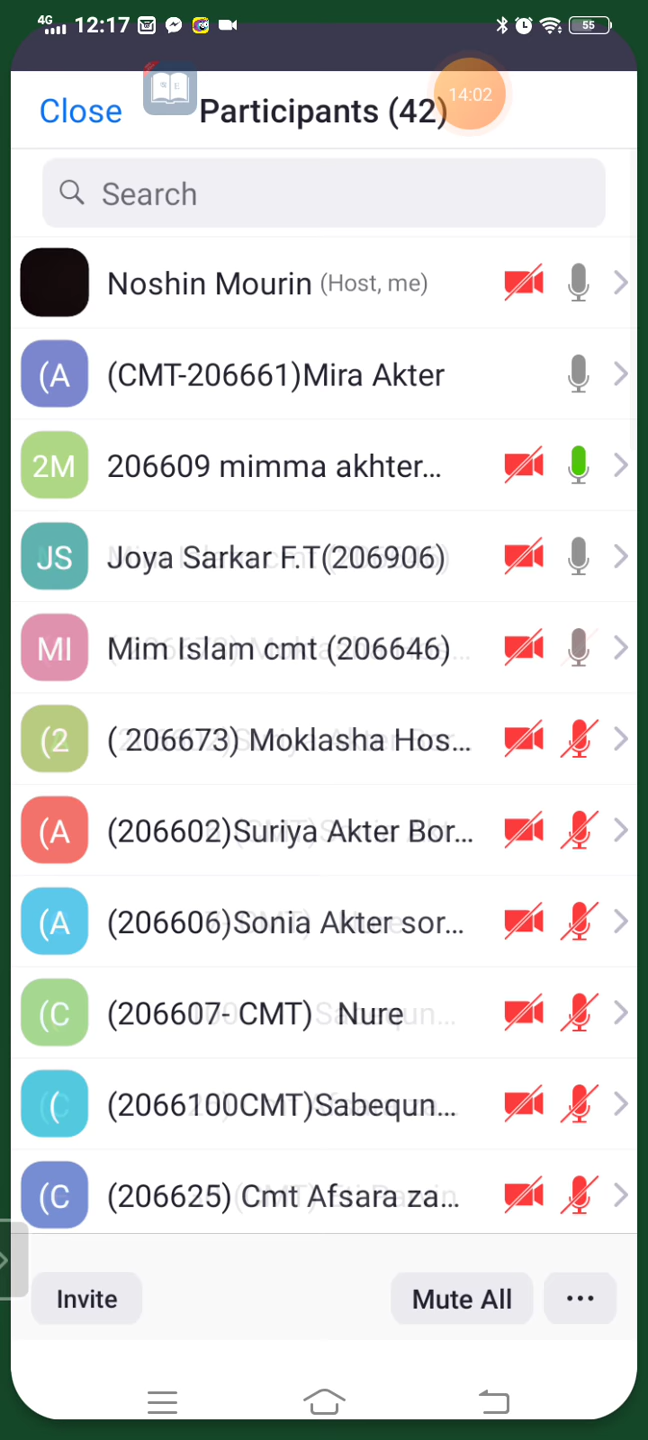 4G 12:17 55
Close Participants (42) 14:02
Search
Noshin Mourin (Host, me)
(A (CMT-206661)Mira Akter
2M 206609 mimma akhter...
JS Joya Sarkar F.T(206906)
MI Mim Islam cmt (206646)
(2 ( 206673) Moklasha Hos...
(A (206602)Suriya Akter Bor...
(A (206606)Sonia Akter sor...
(C (206607- CMT) Nure
( (2066100CMT)Sabequn...
(C (206625) Cmt Afsara za...
Invite Mute All ...